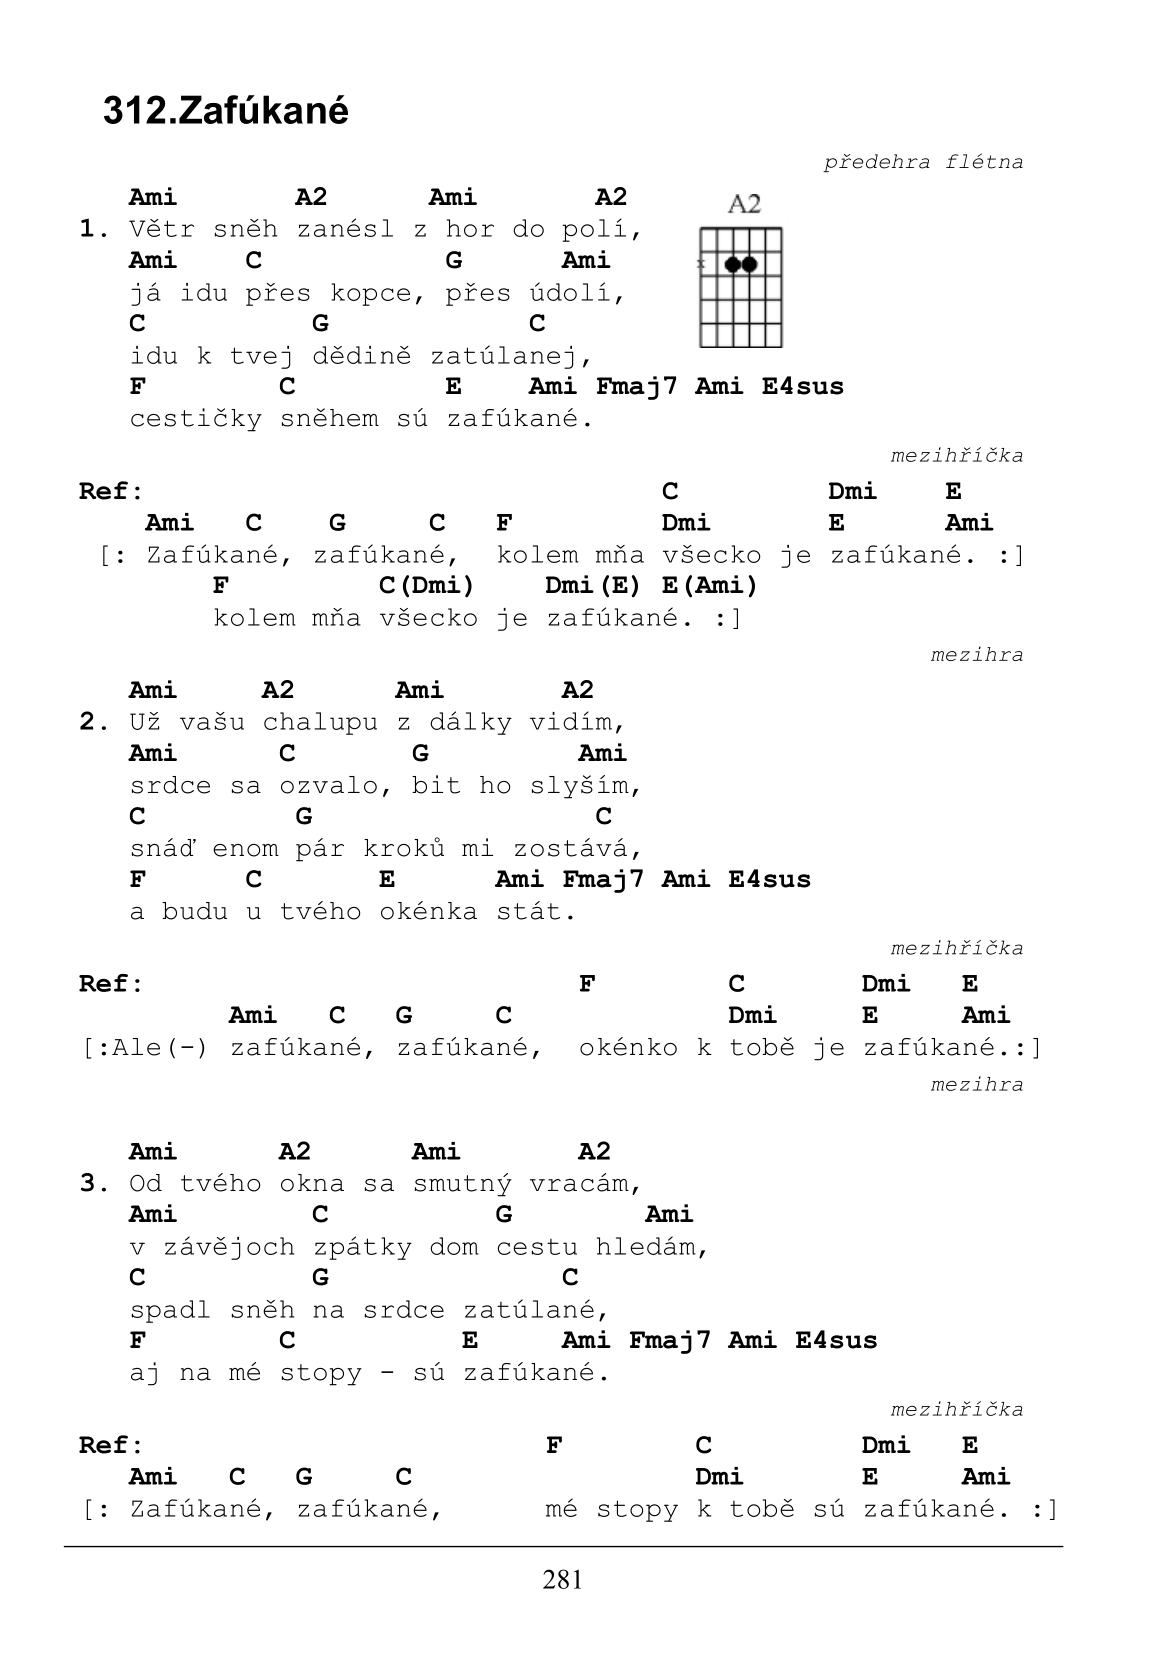 312.Zafúkané
předehra flétna
Ami A2 Ami A2
A2
1. Větr sněh zanésl z hor do polí,
Ami C G Ami
x
já idu přes kopce, přes údolí,
C G C
idu k tvej dědině zatúlanej,
F C E Ami Fmaj7 Ami E4sus
cestičky sněhem sú zafúkané.
mezihříčka
Ref: C Dmi E
Ami C G C F Dmi E Ami
[: Zafúkané, zafúkané, kolem mňa všecko je zafúkané. :]
F C(Dmi) Dmi(E) E(Ami)
kolem mňa všecko je zafúkané. :]
mezihra
Ami A2 Ami A2
2. Už vašu chalupu z dálky vidím,
Ami C G Ami
srdce sa ozvalo, bit ho slyším,
C G C
snáď enom pár kroků mi zostává,
F C E Ami Fmaj7 Ami E4sus
a budu u tvého okénka stát.
mezihříčka
Ref: F C Dmi E
Ami C G C Dmi E Ami
[:Ale(-) zafúkané, zafúkané, okénko k tobě je zafúkané.:]
mezihra
Ami A2 Ami A2
3. Od tvého okna sa smutný vracám,
Ami C G Ami
v závějoch zpátky dom cestu hledám,
C G C
spadl sněh na srdce zatúlané,
F C E Ami Fmaj7 Ami E4sus
aj na mé stopy - sú zafúkané.
mezihříčka
Ref: F C Dmi E
Ami C G C Dmi E Ami
[: Zafúkané, zafúkané, mé stopy k tobě sú zafúkané. :]
281